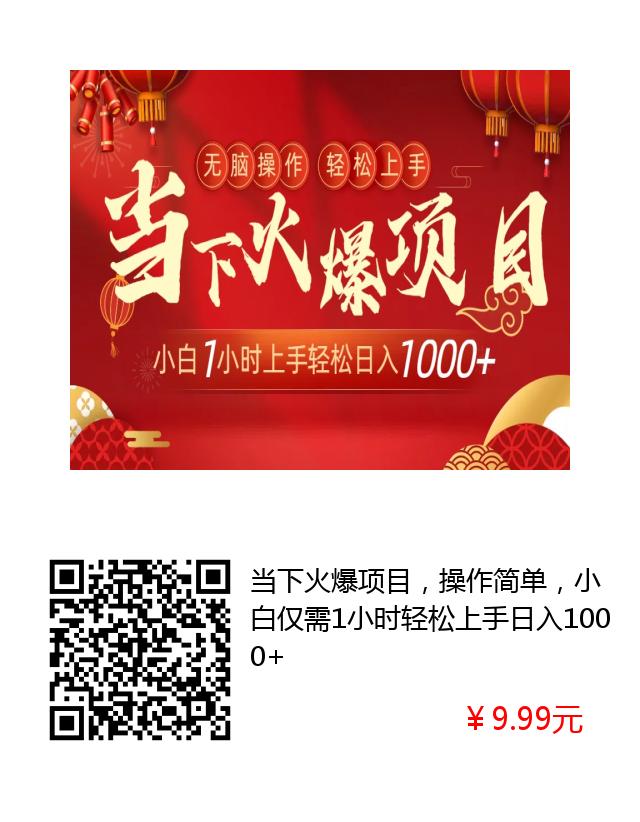 无脑操作 轻松上手
当下火爆项目
小白1小时上手轻松日入1000+
当下火爆项目，操作简单，小
白仅需1小时轻松上手日入100
0+
￥9.99元